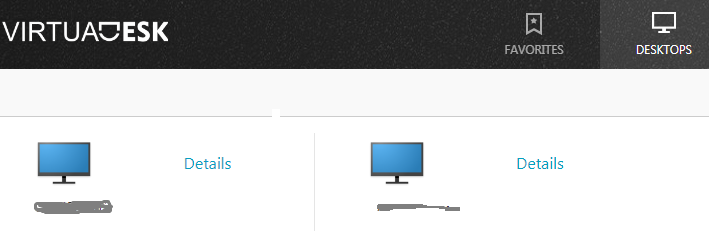 VIRTUADESK
FAVORITES
DESKTOPS
Details
Details